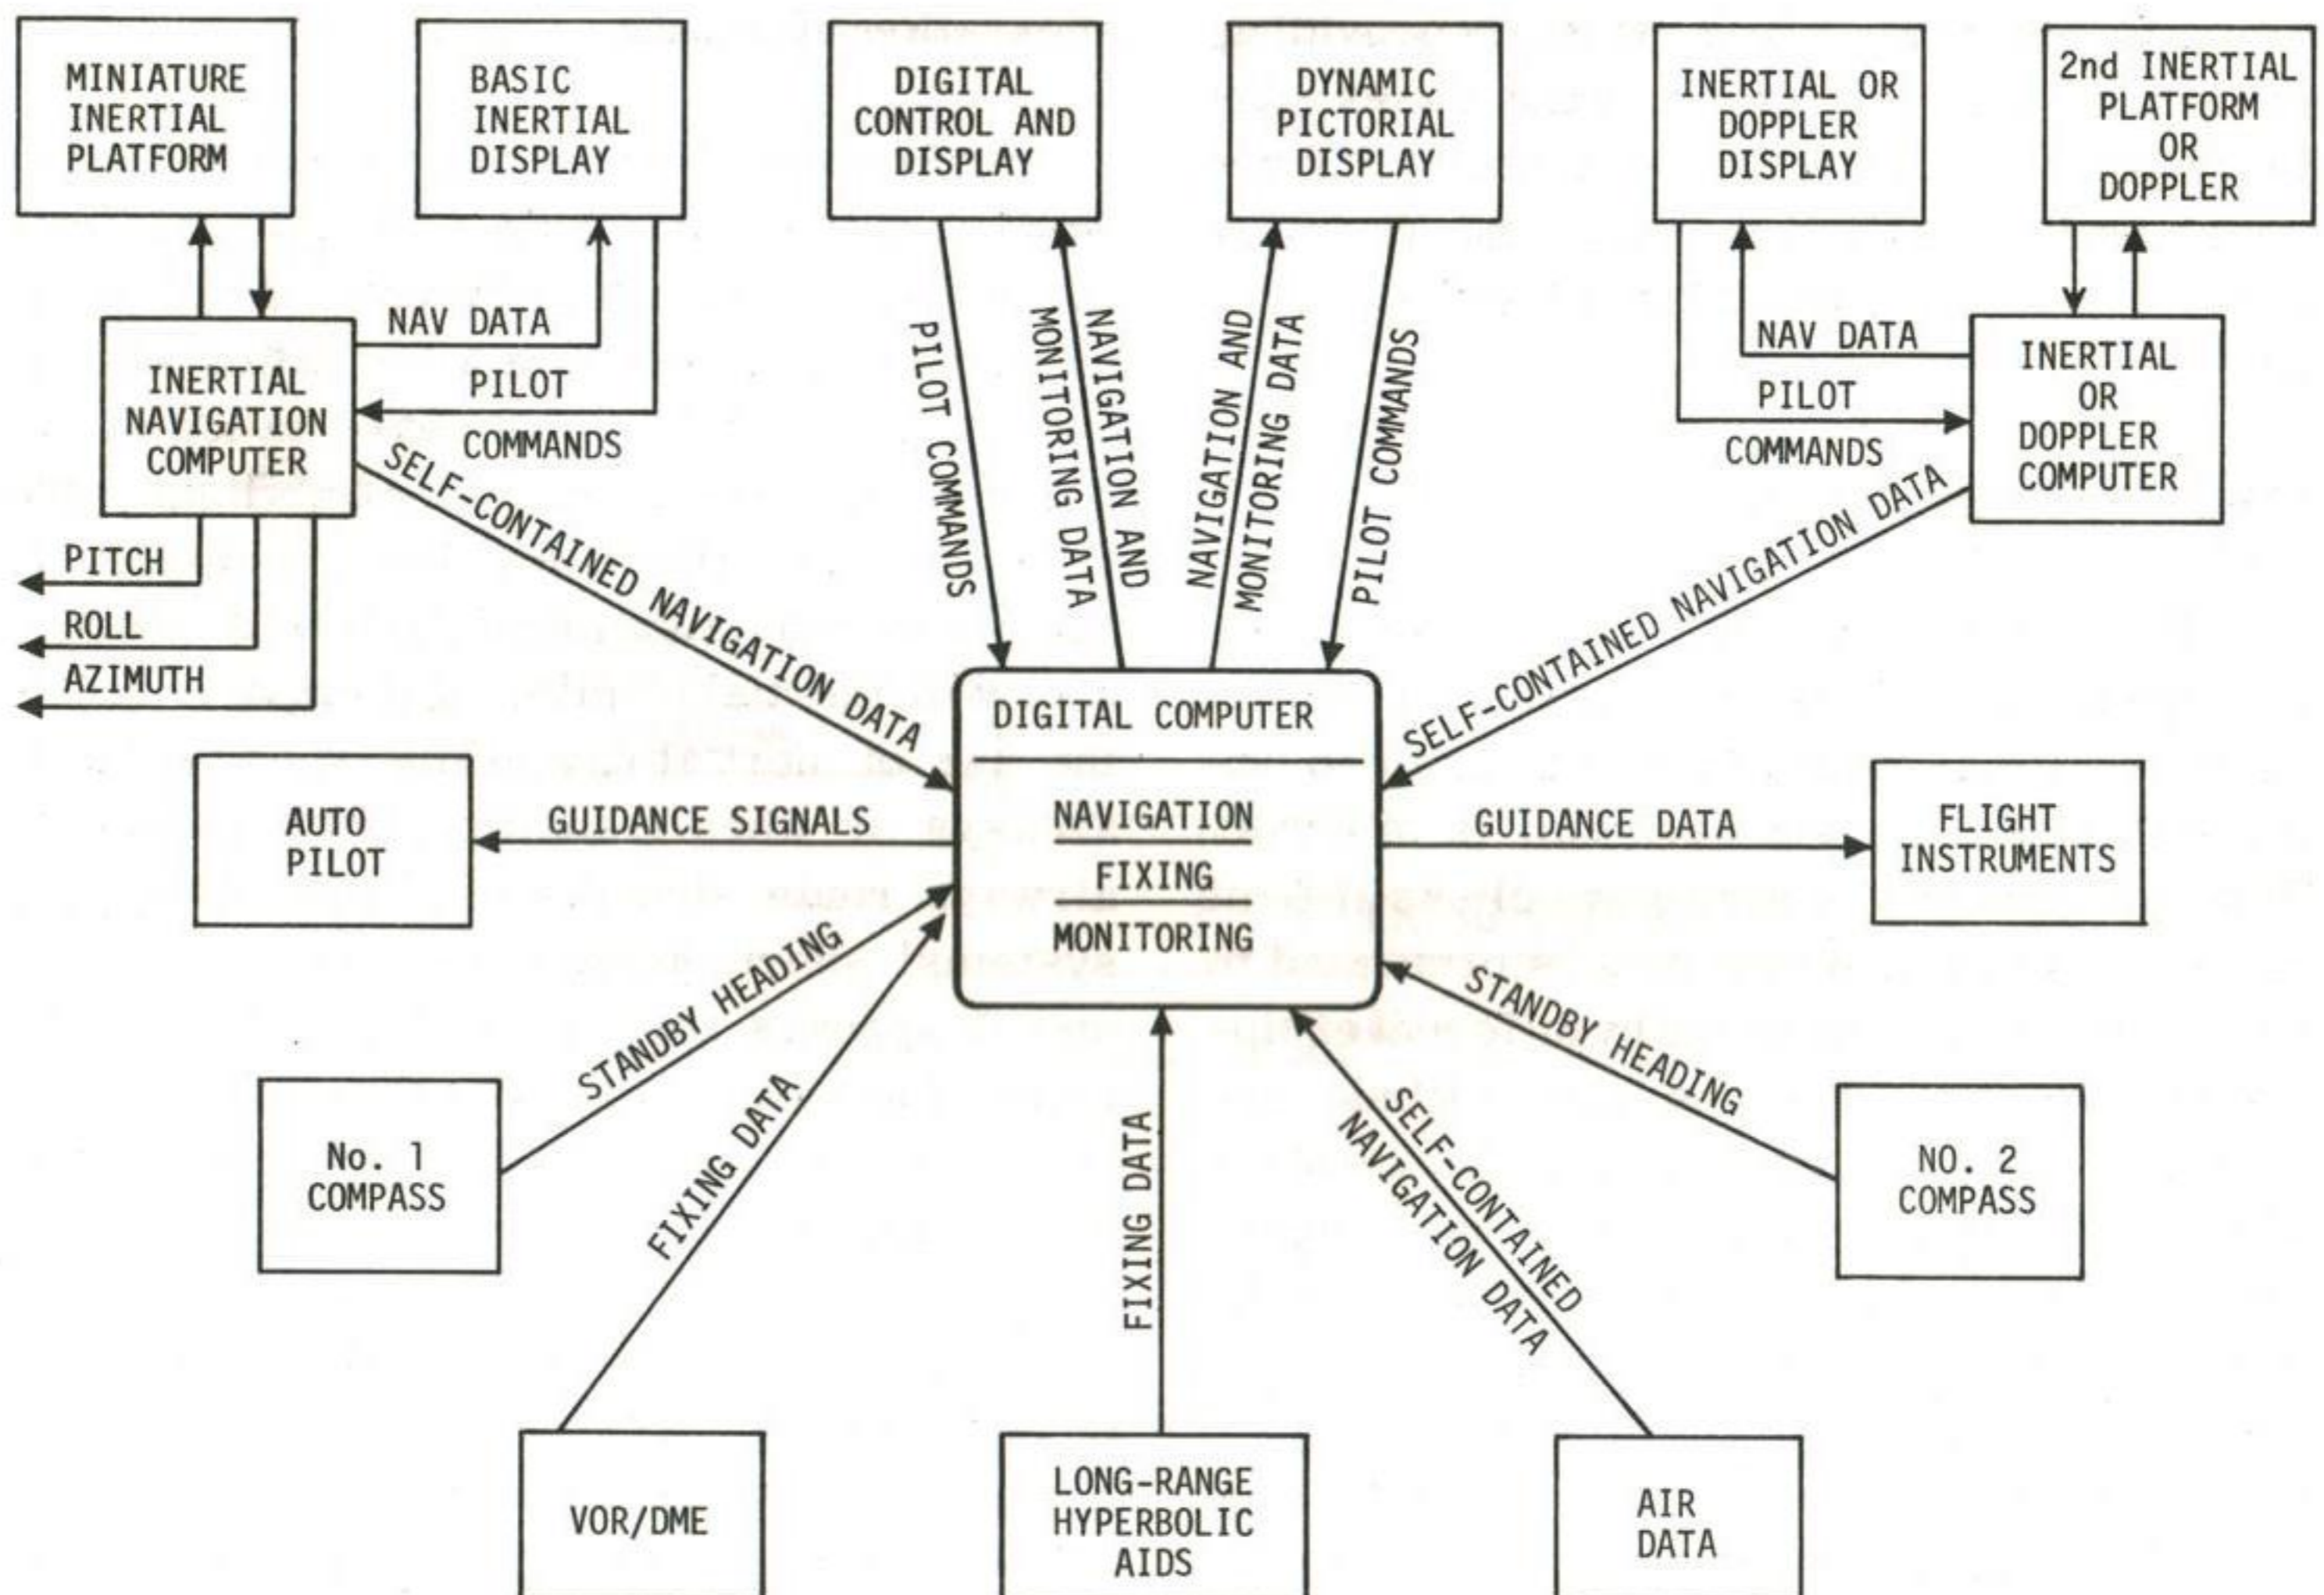 MINIATURE
INERTIAL
PLATFORM
BASIC
INERTIAL
DISPLAY
DIGITAL
CONTROL AND
DISPLAY
DYNAMIC
PICTORIAL
DISPLAY
INERTIAL OR
DOPPLER
DISPLAY
2nd INERTIAL
PLATFORM
OR
DOPPLER
INERTIAL
NAVIGATION
COMPUTER
NAV DATA
PILOT
COMMANDS
PILOT COMMANDS
NAVIGATION AND
MONITORING DATA
NAVIGATION AND
MONITORING DATA
PILOT COMMANDS
NAV DATA
PILOT
COMMANDS
INERTIAL
OR
DOPPLER
COMPUTER
PITCH
ROLL
AZIMUTH
SELF-CONTAINED NAVIGATION DATA
SELF-CONTAINED NAVIGATION DATA
DIGITAL COMPUTER
NAVIGATION
FIXING
MONITORING
AUTO
PILOT
GUIDANCE SIGNALS
GUIDANCE DATA
FLIGHT
INSTRUMENTS
STANDBY HEADING
STANDBY HEADING
No. 1
COMPASS
FIXING DATA
FIXING DATA
SELF-CONTAINED
NAVIGATION DATA
NO. 2
COMPASS
VOR/DME
LONG-RANGE
HYPERBOLIC
AIDS
AIR
DATA